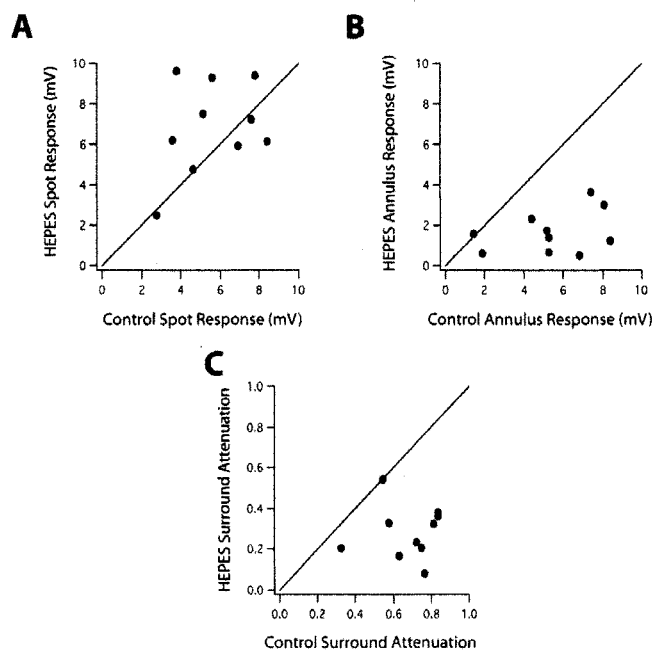 A
HEPES Spot Response (mV)
10
8
6
4
2
0
0 2 4 6 8 10
Control Spot Response (mV)
B
HEPES Annulus Response (mV)
10
8
6
4
2
0
0 2 4 6 8 10
Control Annulus Response (mV)
C
HEPES Surround Attenuation
1.0
0.8
0.6
0.4
0.2
0.0
0.0 0.2 0.4 0.6 0.8 1.0
Control Surround Attenuation